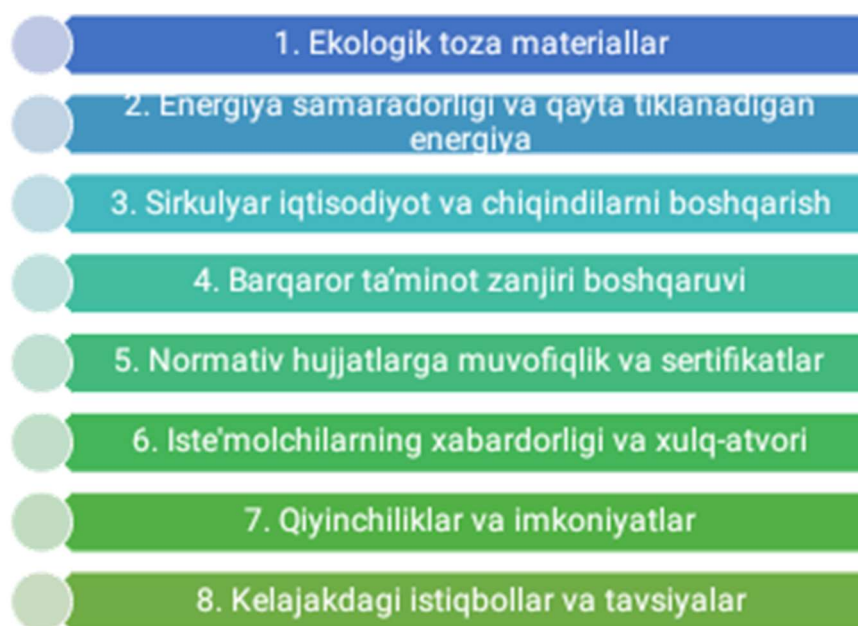 1. Ekologik toza materiallar
2. Energiya samaradorligi va qayta tiklanadigan
energiya
3. Sirkulyar iqtisodiyot va chiqindilarni boshqarish
4. Barqaror ta’minot zanjiri boshqaruvi
5. Normativ hujjatlarga muvofiqlik va sertifikatlar
6. Iste'molchilarning xabardorligi va xulq-atvori
7. Qiyinchiliklar va imkoniyatlar
8. Kelajakdagi istiqbollar va tavsiyalar